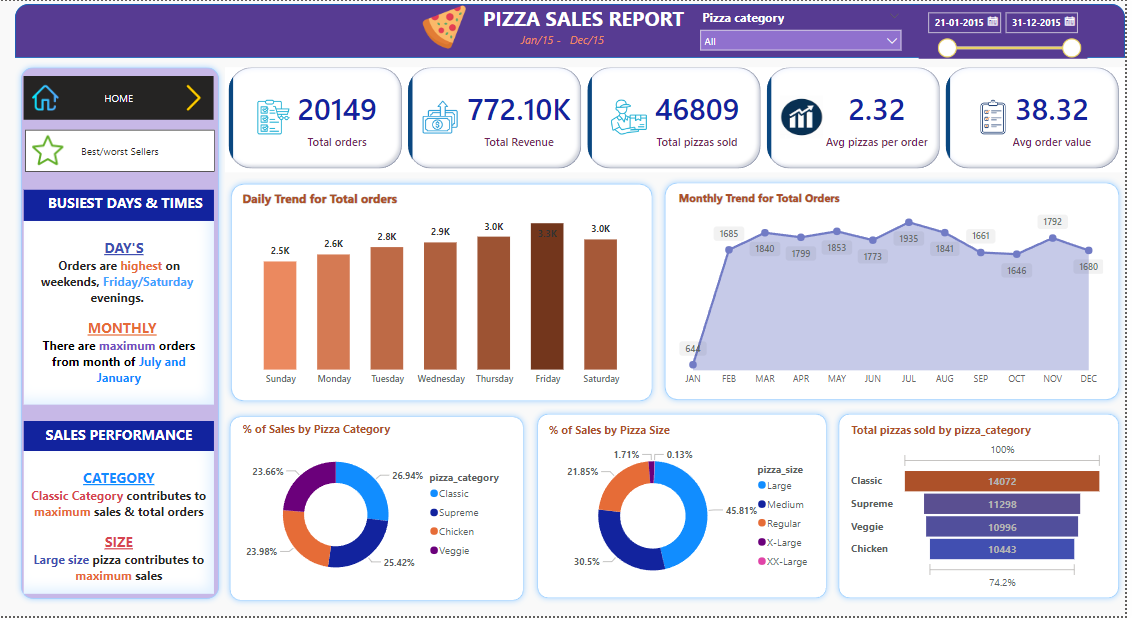 PIZZA SALES REPORT
Jan/15 - Dec/15
Pizza category
All
21-01-2015
31-12-2015
HOME
Best/worst Sellers
20149
Total orders
772.10K
Total Revenue
46809
Total pizzas sold
2.32
Avg pizzas per order
38.32
Avg order value
BUSIEST DAYS & TIMES
DAY'S
Orders are highest on
weekends, Friday/Saturday
evenings.
MONTHLY
There are maximum orders
from month of July and
January
SALES PERFORMANCE
CATEGORY
Classic Category contributes to
maximum sales & total orders
SIZE
Large size pizza contributes to
maximum sales
Daily Trend for Total orders
2.5K
2.6K
2.8K
2.9K
3.0K
3.3K
3.0K
Sunday
Monday
Tuesday
Wednesday
Thursday
Friday
Saturday
Monthly Trend for Total Orders
644
1685
1840
1799
1853
1773
1935
1841
1661
1646
1792
1680
JAN
FEB
MAR
APR
MAY
JUN
JUL
AUG
SEP
OCT
NOV
DEC
% of Sales by Pizza Category
23.66%
26.94%
23.98%
25.42%
pizza_category
Classic
Supreme
Chicken
Veggie
% of Sales by Pizza Size
1.71%
0.13%
21.85%
45.81%
30.5%
pizza_size
Large
Medium
Regular
X-Large
XX-Large
Total pizzas sold by pizza_category
100%
Classic
14072
Supreme
11298
Veggie
10996
Chicken
10443
74.2%